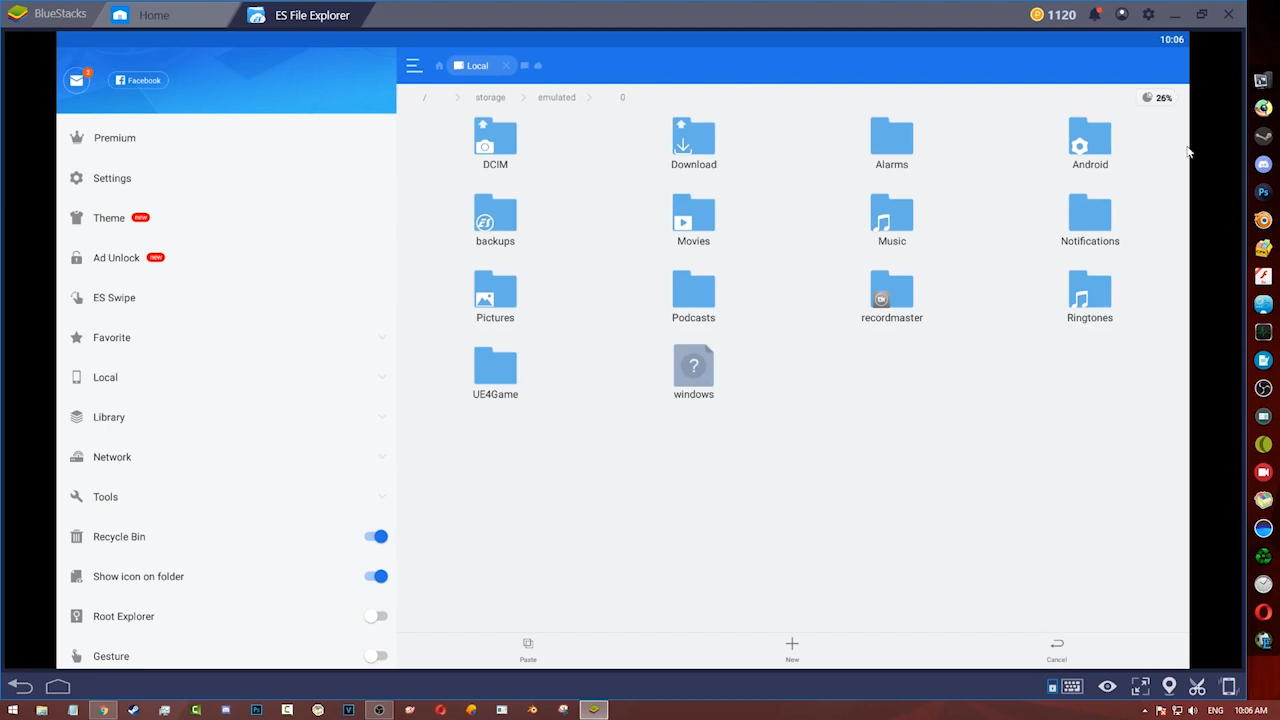 BlueStacks
Home
ES File Explorer
1120
10:06
2
Facebook
Local
/
storage
emulated
0
26%
Premium
Settings
Theme
new
Ad Unlock
new
ES Swipe
Favorite
Local
Library
Network
Tools
Recycle Bin
Show icon on folder
Root Explorer
Gesture
DCIM
Download
Alarms
Android
backups
Movies
Music
Notifications
Pictures
Podcasts
recordmaster
Ringtones
UE4Game
?
windows
Paste
New
Cancel
Ps
Ps
V
ENG
10:06 AM